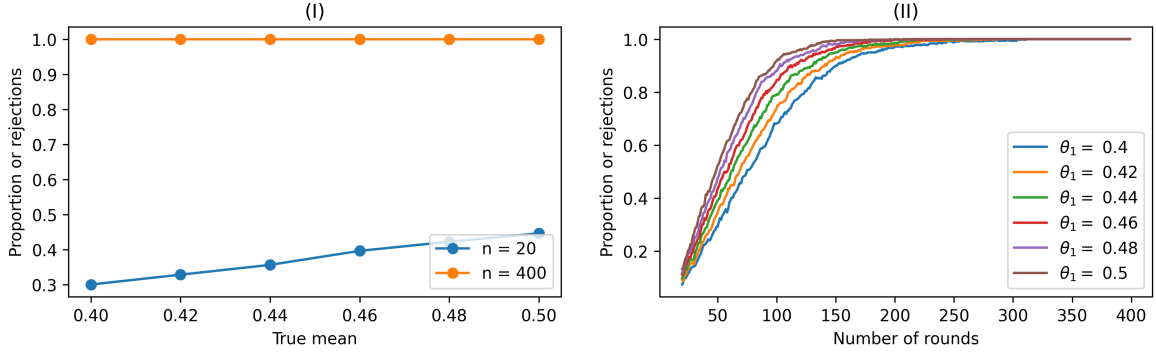 (I)
Proportion or rejections
1.0
0.9
0.8
0.7
0.6
0.5
0.4
0.3
0.40
0.42
0.44
0.46
0.48
0.50
True mean
n = 20
n = 400
(II)
Proportion or rejections
1.0
0.8
0.6
0.4
0.2
50
100
150
200
250
300
350
400
Number of rounds
θ₁ = 0.4
θ₁ = 0.42
θ₁ = 0.44
θ₁ = 0.46
θ₁ = 0.48
θ₁ = 0.5